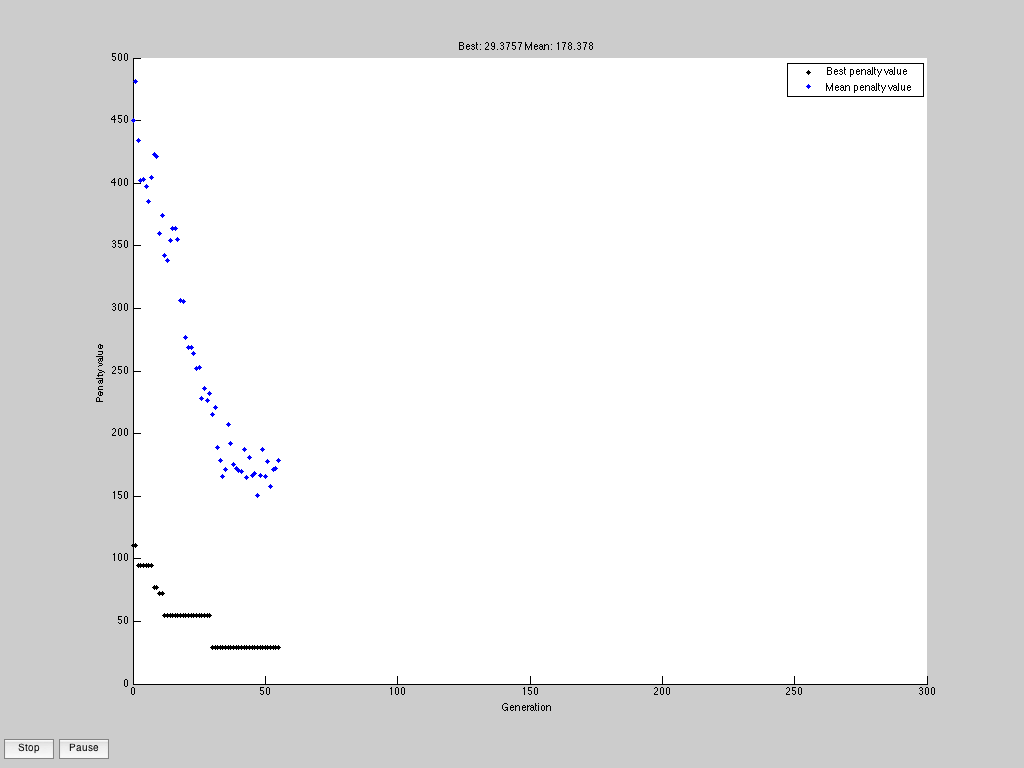 Best: 29.3757 Mean: 178.378
500
Best penalty value
Mean penalty value
450
400
350
300
250
200
150
100
50
0
Penalty value
0 50 100 150 200 250 300
Generation
Stop Pause